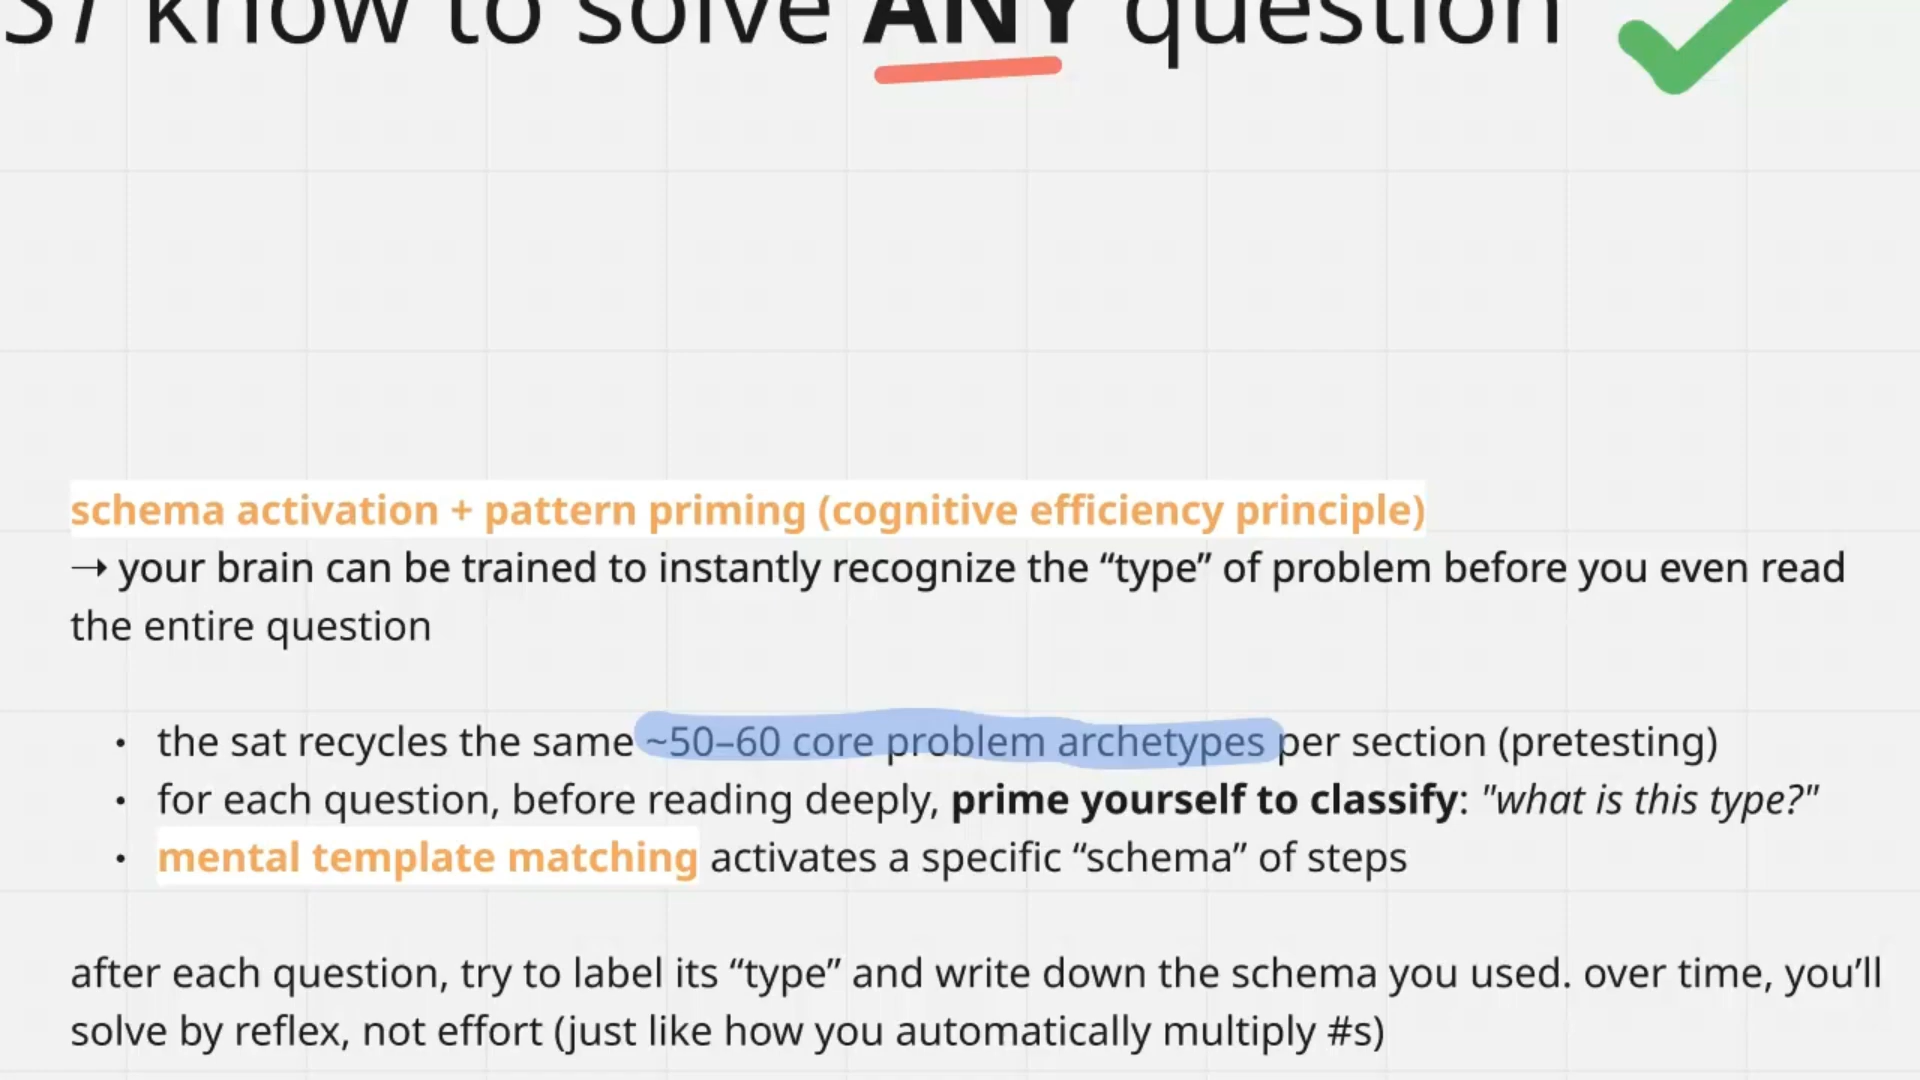 know to solve ANY question
schema activation + pattern priming (cognitive efficiency principle)
→ your brain can be trained to instantly recognize the “type” of problem before you even read
the entire question
• the sat recycles the same ~50–60 core problem archetypes per section (pretesting)
• for each question, before reading deeply, prime yourself to classify: "what is this type?"
• mental template matching activates a specific “schema” of steps
after each question, try to label its “type” and write down the schema you used. over time, you’ll
solve by reflex, not effort (just like how you automatically multiply #s)